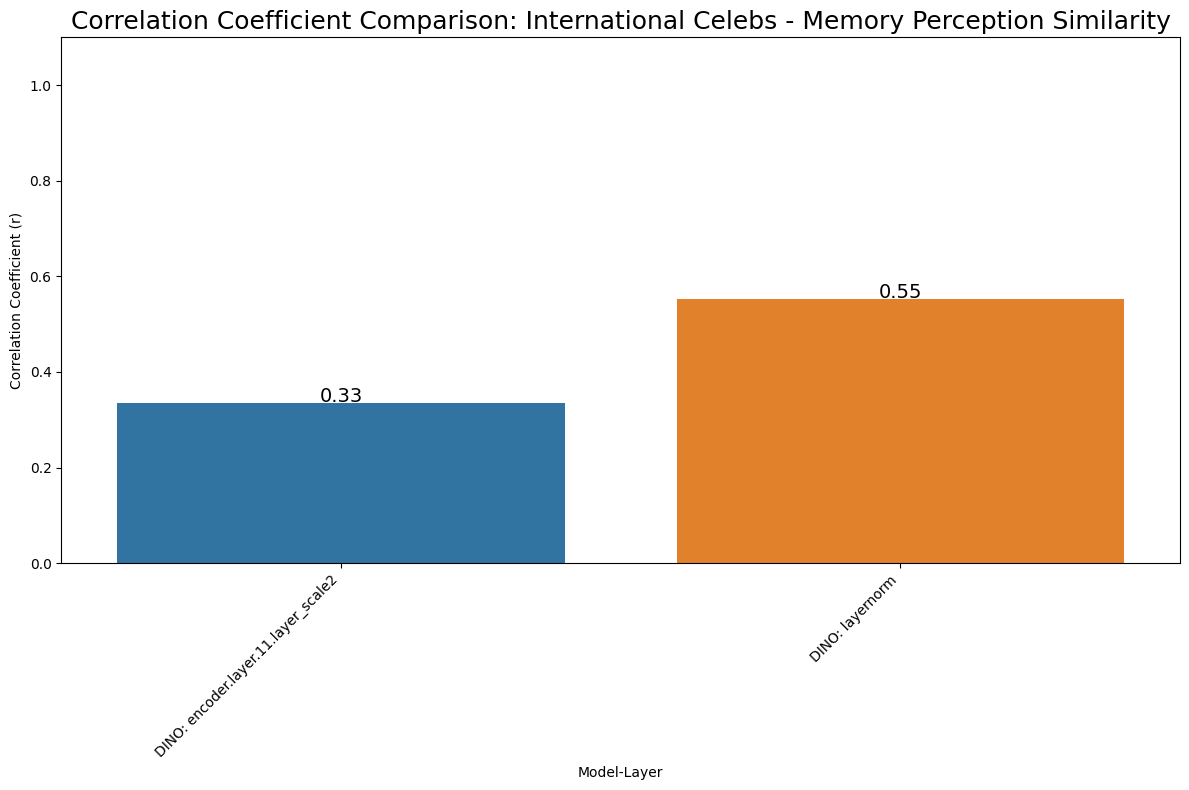 Correlation Coefficient Comparison: International Celebs - Memory Perception Similarity
Correlation Coefficient (r)
1.0
0.8
0.6
0.4
0.2
0.0
0.33
0.55
DINO: encoder.layer.11.layer_scale2
DINO: layernorm
Model-Layer